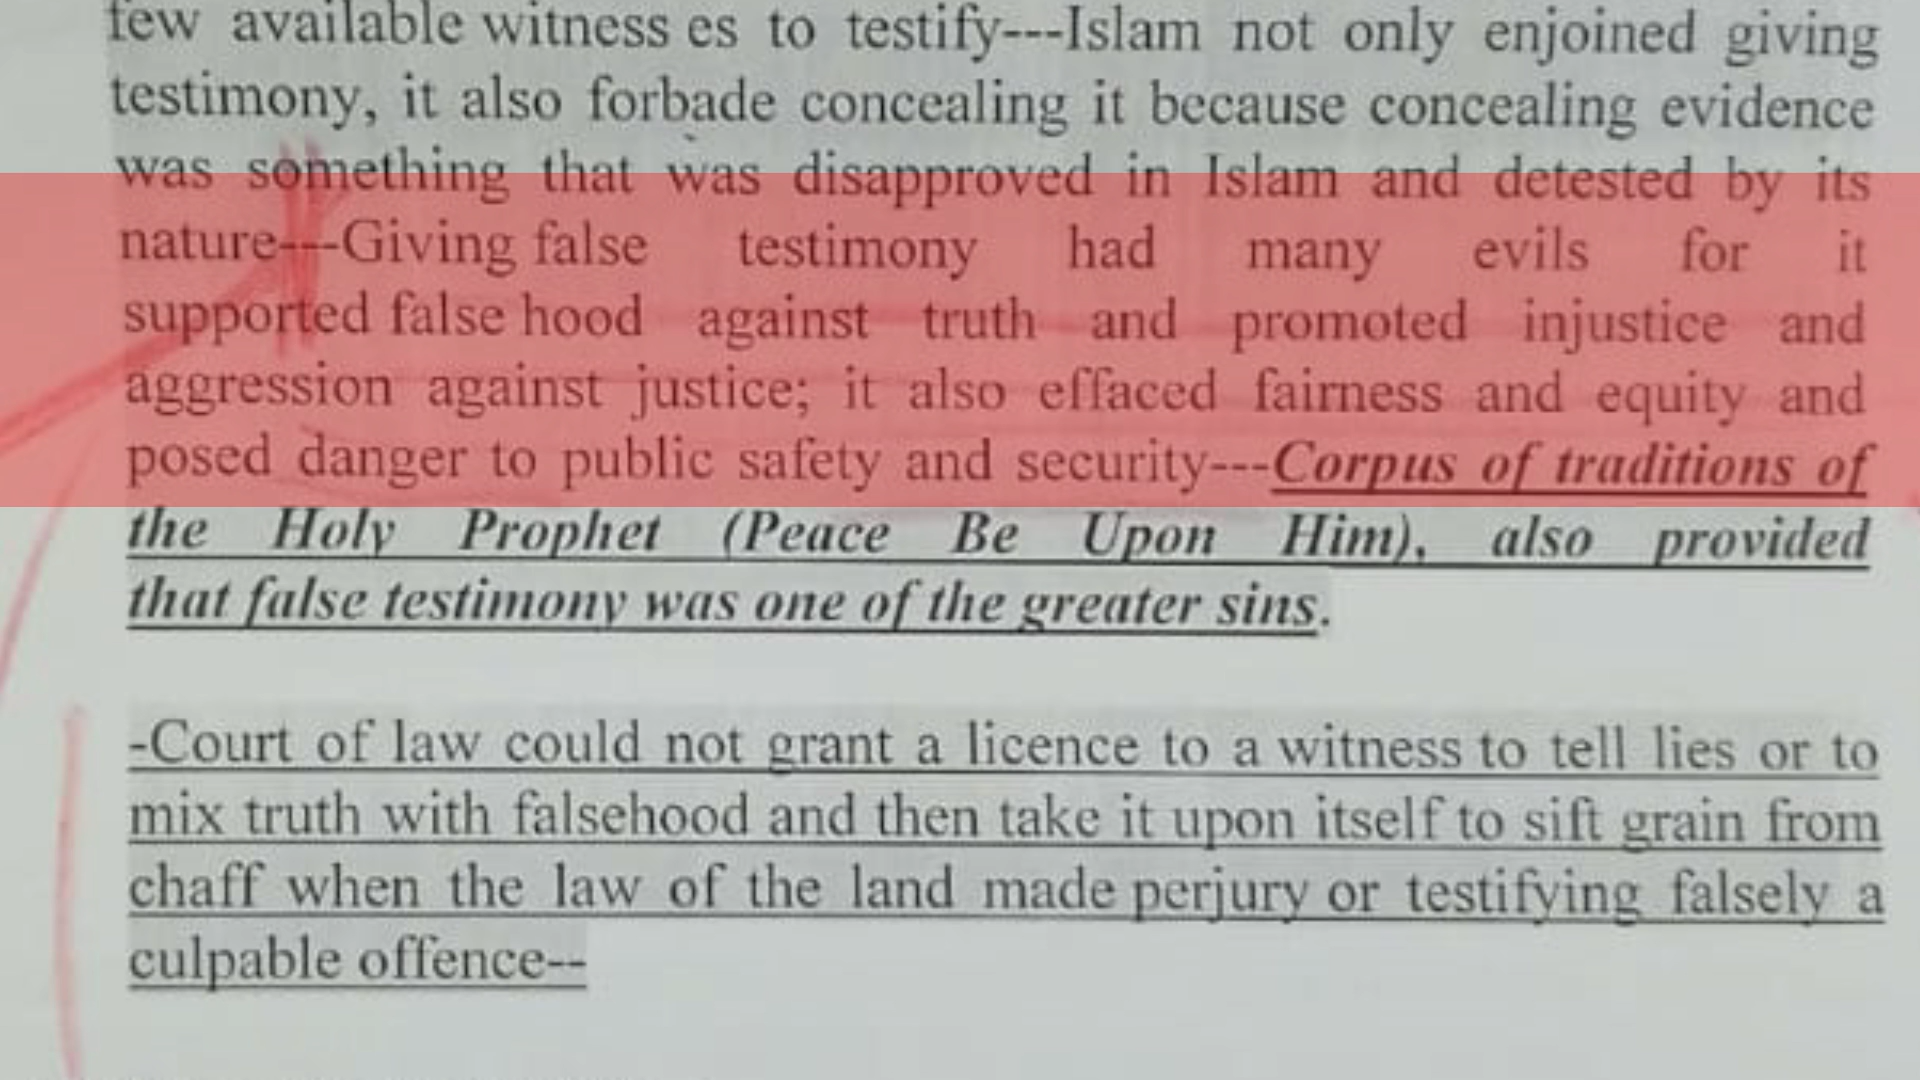 few available witness es to testify---Islam not only enjoined giving
testimony, it also forbade concealing it because concealing evidence
was something that was disapproved in Islam and detested by its
nature---Giving false testimony had many evils for it
supported false hood against truth and promoted injustice and
aggression against justice; it also effaced fairness and equity and
posed danger to public safety and security---Corpus of traditions of
the Holy Prophet (Peace Be Upon Him), also provided
that false testimony was one of the greater sins.
-Court of law could not grant a licence to a witness to tell lies or to
mix truth with falsehood and then take it upon itself to sift grain from
chaff when the law of the land made perjury or testifying falsely a
culpable offence--